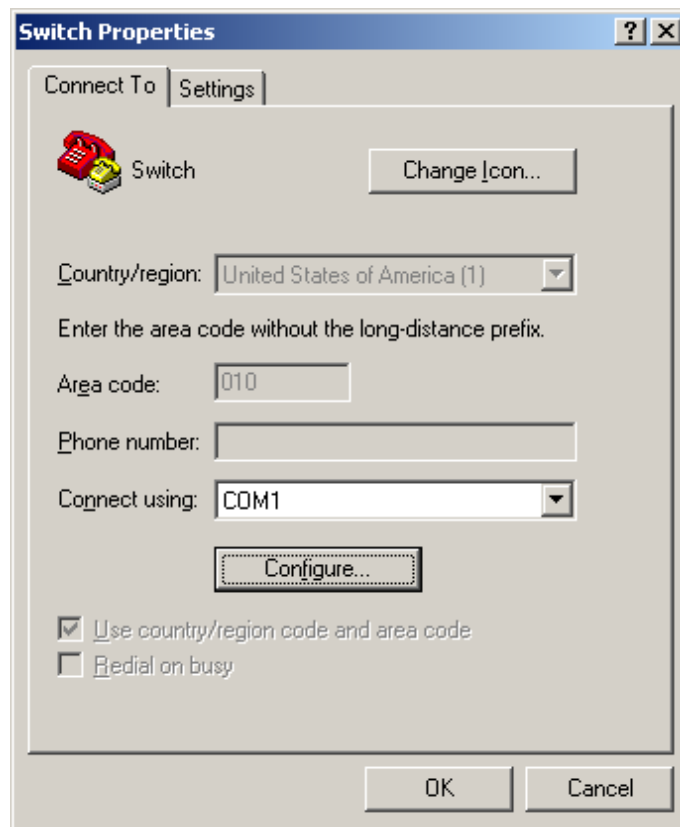 Switch Properties
Connect To Settings
Switch Change Icon...
Country/region: United States of America (1)
Enter the area code without the long-distance prefix.
Area code: 010
Phone number:
Connect using: COM1
Configure...
Use country/region code and area code
Redial on busy
OK Cancel